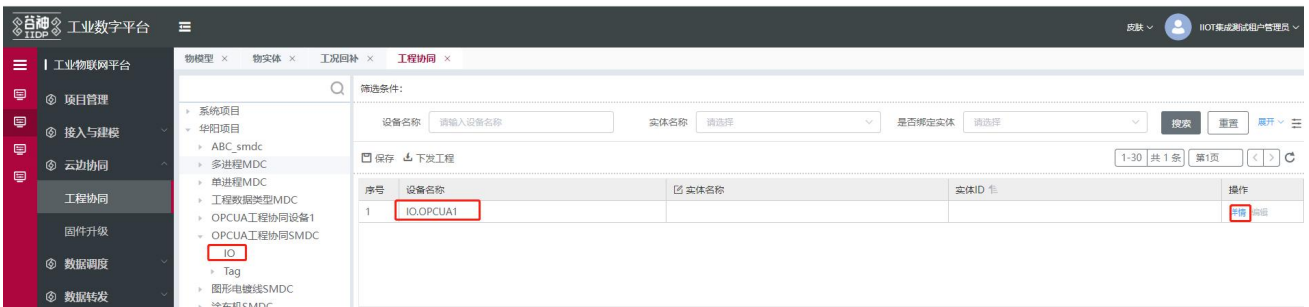 谷神 IIDP 工业数字平台
皮肤
IIOT集成测试租户管理员
工业物联网平台
项目管理
接入与建模
云边协同
工程协同
固件升级
数据调度
数据转发
物模型 ×
物实体 ×
工况回补 ×
工程协同 ×
系统项目
华阳项目
ABC_smdc
多进程MDC
单进程MDC
工程数据类型MDC
OPCUA工程协同设备1
OPCUA工程协同SMDC
IO
Tag
图形电镀线SMDC
涂布机SMDC
筛选条件:
设备名称 请输入设备名称 实体名称 请选择 是否绑定实体 请选择 搜索 重置 展开
保存 下发工程 1-30 共 1 条 第1页
序号 设备名称 实体名称 实体ID 操作
1 IO.OPCUA1 详情 编辑